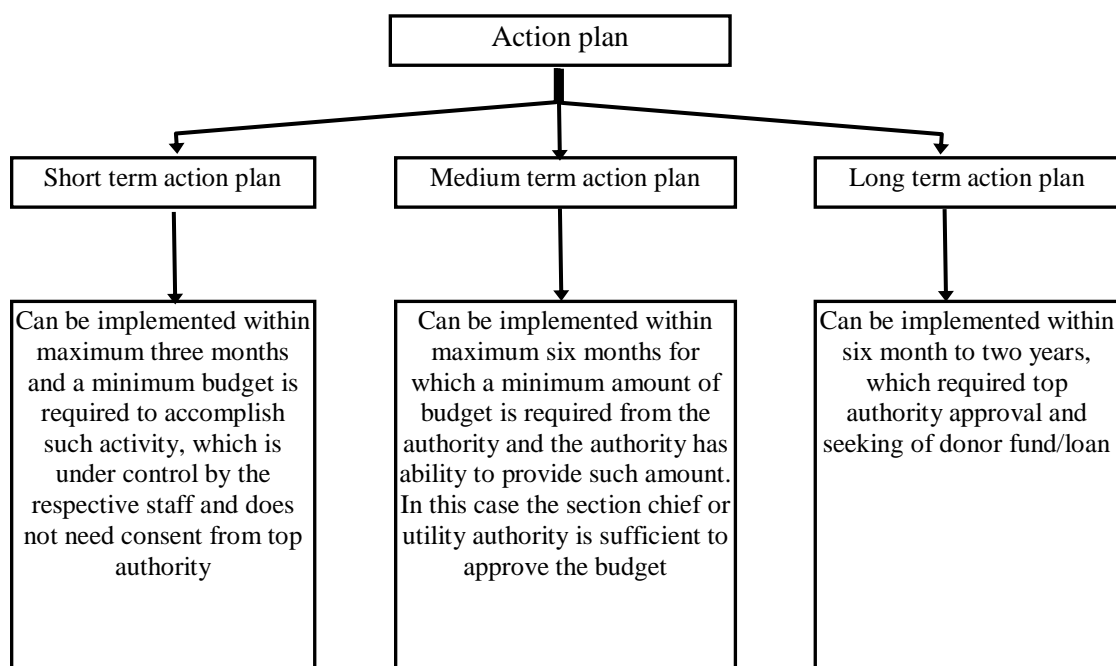 Action plan
Short term action plan
Medium term action plan
Long term action plan
Can be implemented within
maximum three months
and a minimum budget is
required to accomplish
such activity, which is
under control by the
respective staff and does
not need consent from top
authority
Can be implemented within
maximum six months for
which a minimum amount of
budget is required from the
authority and the authority has
ability to provide such amount.
In this case the section chief or
utility authority is sufficient to
approve the budget
Can be implemented within
six month to two years,
which required top
authority approval and
seeking of donor fund/loan